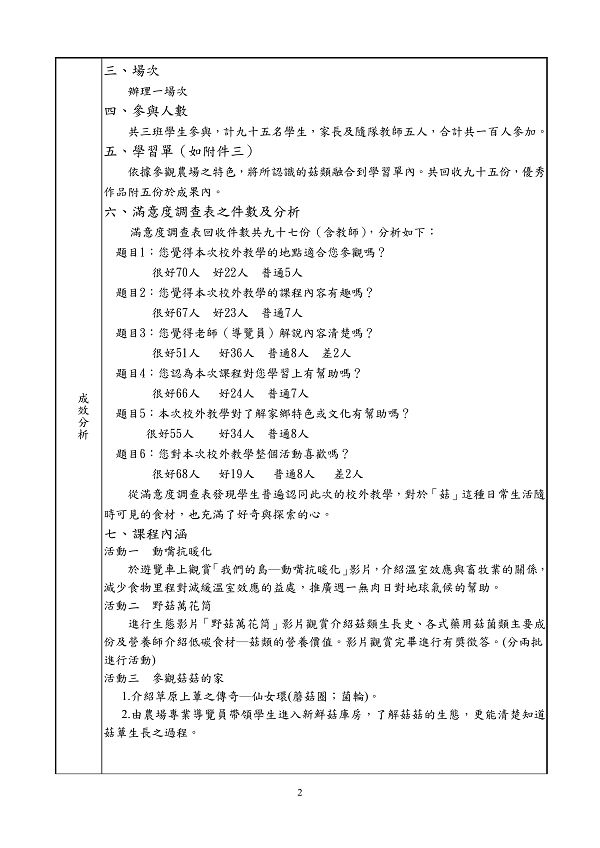 三、場次
辦理一場次
四、參與人數
共三班學生參與，計九十五名學生，家長及隨隊教師五人，合計共一百人參加。
五、學習單（如附件三）
依據參觀農場之特色，將所認識的菇類融合到學習單內。共回收九十五份，優秀
作品附五份於成果內。
六、滿意度調查表之件數及分析
滿意度調查表回收件數共九十七份（含教師），分析如下：
題目1：您覺得本次校外教學的地點適合您參觀嗎？
很好70人　好22人　普通5人
題目2：您覺得本次校外教學的課程內容有趣嗎？
很好67人　好23人　普通7人
題目3：您覺得老師（導覽員）解說內容清楚嗎？
很好51人　好36人　普通8人　差2人
題目4：您認為本次課程對您學習上有幫助嗎？
很好66人　好24人　普通7人
題目5：本次校外教學對了解家鄉特色或文化有幫助嗎？
很好55人　好34人　普通8人
題目6：您對本次校外教學整個活動喜歡嗎？
很好68人　好19人　普通8人　差2人
從滿意度調查表發現學生普遍認同此次的校外教學，對於「菇」這種日常生活隨
時可見的食材，也充滿了好奇與探索的心。
成效分析
七、課程內涵
活動一　動嘴抗暖化
於遊覽車上觀賞「我們的島—動嘴抗暖化」影片，介紹溫室效應與畜牧業的關係，
減少食物里程對減緩溫室效應的益處，推廣週一無肉日對地球氣候的幫助。
活動二　野菇萬花筒
進行生態影片「野菇萬花筒」影片觀賞介紹菇類生長史、各式藥用菇菌類主要成
份及營養師介紹低碳食材—菇類的營養價值。影片觀賞完畢進行有獎徵答。(分兩批
進行活動)
活動三　參觀菇菇的家
1.介紹草原上蕈之傳奇—仙女環(蘑菇圈；菌輪)。
2.由農場專業導覽員帶領學生進入新鮮菇庫房，了解菇菇的生態，更能清楚知道
菇蕈生長之過程。
2